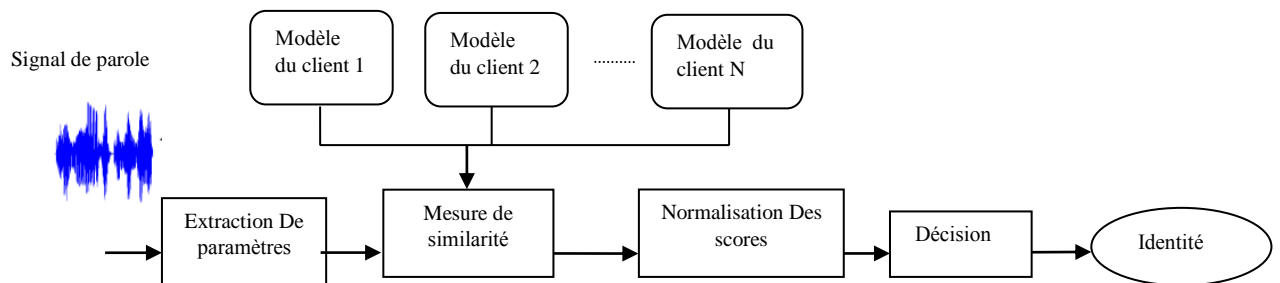 Signal de parole
Modèle
du client 1
Modèle
du client 2
..........
Modèle du
client N
Extraction De
paramètres
Mesure de
similarité
Normalisation Des
scores
Décision
Identité